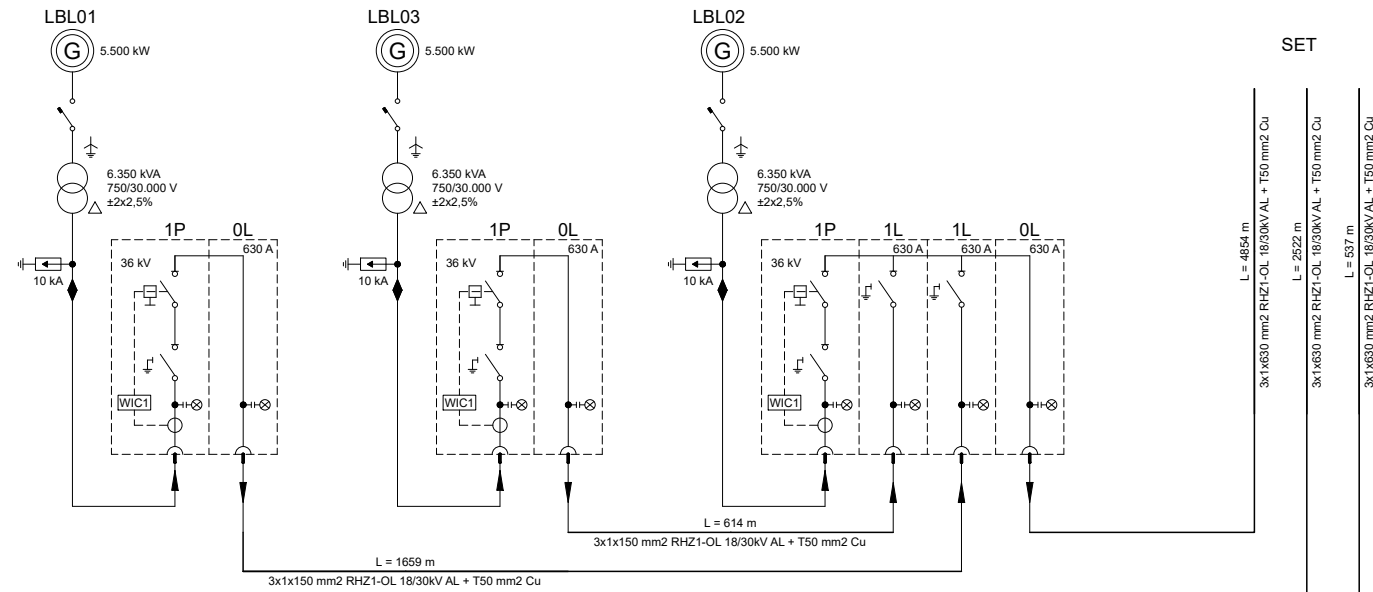 LBL01
LBL03
LBL02
G
5.500 kW
G
5.500 kW
G
5.500 kW
SET
6.350 kVA
750/30.000 V
±2x2,5%
6.350 kVA
750/30.000 V
±2x2,5%
6.350 kVA
750/30.000 V
±2x2,5%
1P
0L
630 A
36 kV
10 kA
WIC1
1P
0L
630 A
36 kV
10 kA
WIC1
1P
1L
1L
0L
630 A
630 A
630 A
36 kV
10 kA
WIC1
L = 4854 m
3x1x630 mm2 RHZ1-OL 18/30kV AL + T50 mm2 Cu
L = 2522 m
3x1x630 mm2 RHZ1-OL 18/30kV AL + T50 mm2 Cu
L = 537 m
3x1x630 mm2 RHZ1-OL 18/30kV AL + T50 mm2 Cu
L = 614 m
3x1x150 mm2 RHZ1-OL 18/30kV AL + T50 mm2 Cu
L = 1659 m
3x1x150 mm2 RHZ1-OL 18/30kV AL + T50 mm2 Cu